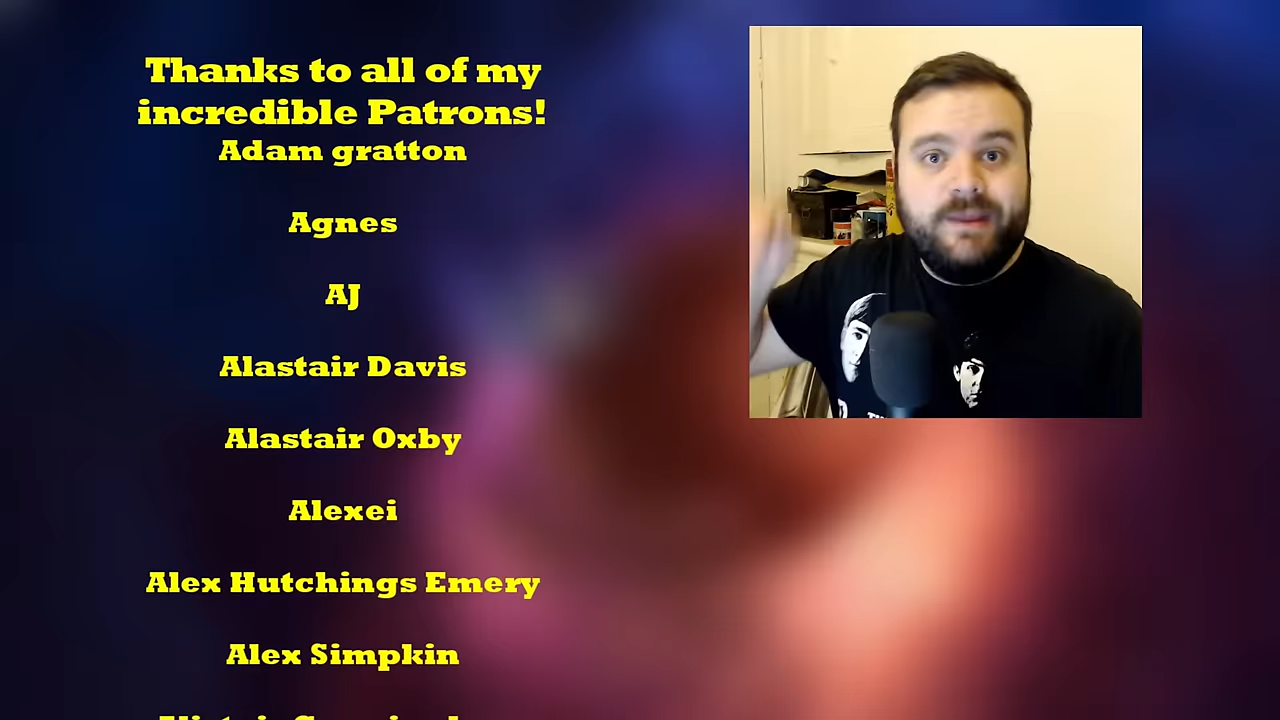 Thanks to all of my
incredible Patrons!
Adam gratton
Agnes
AJ
Alastair Davis
Alastair Oxby
Alexei
Alex Hutchings Emery
Alex Simpkin